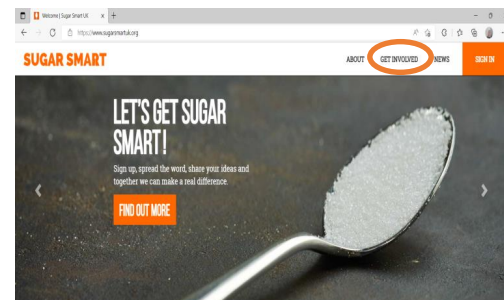 Welcome | Sugar Smart UK
https://www.sugarsmartuk.org
SUGAR SMART
ABOUT GET INVOLVED NEWS SIGN IN
LET'S GET SUGAR
SMART!
Sign up, spread the word, share your ideas and
together we can make a real difference.
FIND OUT MORE